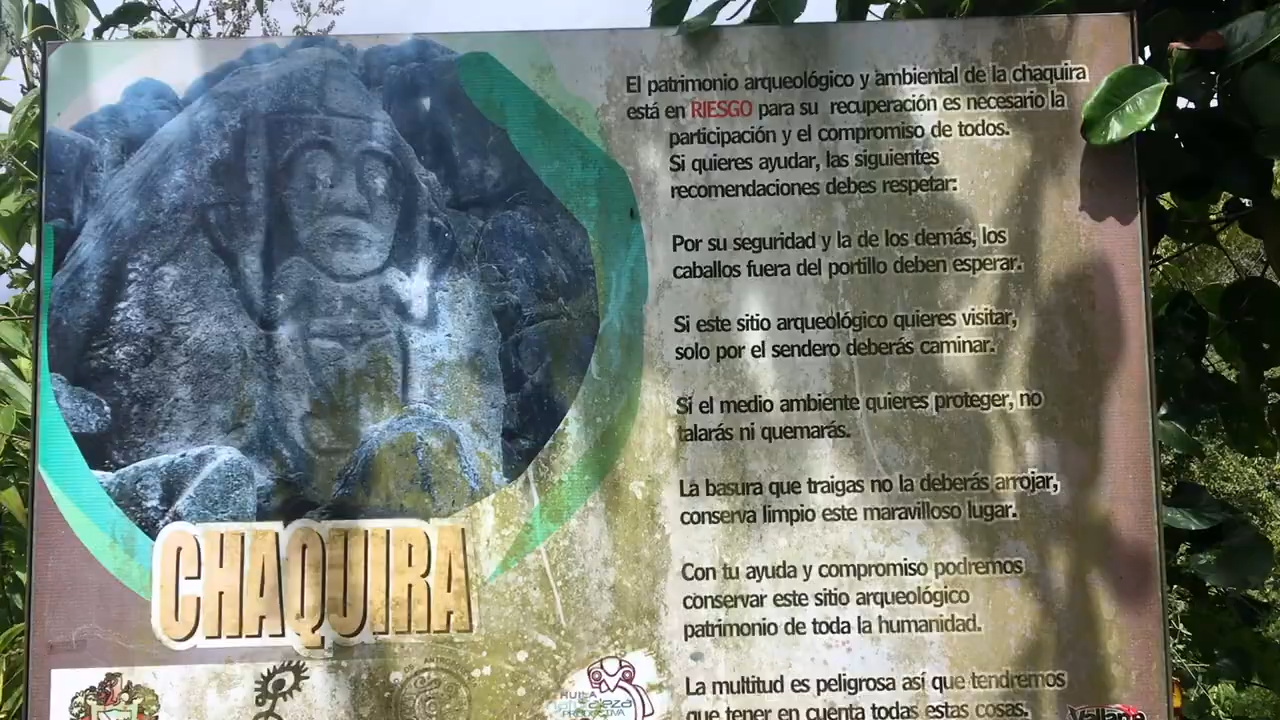 El patrimonio arqueológico y ambiental de la chaquira
está en RIESGO para su recuperación es necesario la
participación y el compromiso de todos.
Si quieres ayudar, las siguientes
recomendaciones debes respetar:
Por su seguridad y la de los demás, los
caballos fuera del portillo deben esperar.
Si este sitio arqueológico quieres visitar,
solo por el sendero deberás caminar.
Sí el medio ambiente quieres proteger, no
talarás ni quemarás.
La basura que traigas no la deberás arrojar,
conserva limpio este maravilloso lugar.
Con tu ayuda y compromiso podremos
conservar este sitio arqueológico
patrimonio de toda la humanidad.
La multitud es peligrosa así que tendremos
que tener en cuenta todas estas cosas.
CHAQUIRA
HUILA
naturaleza
PRODUCTIVA